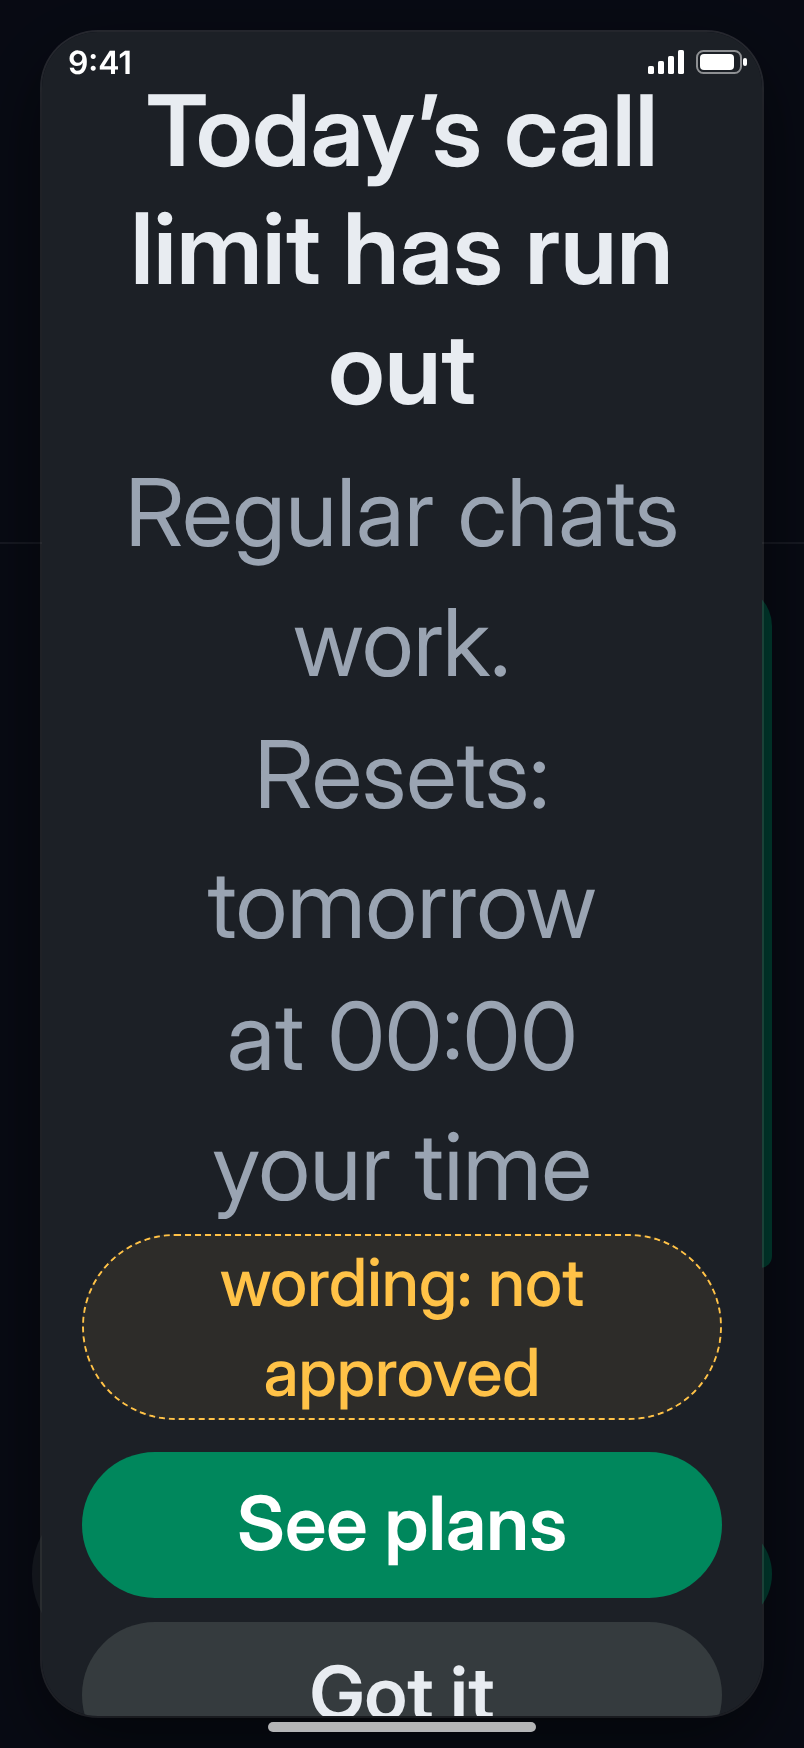 9:41
Today’s call
limit has run
out
Regular chats
work.
Resets:
tomorrow
at 00:00
your time
wording: not
approved
See plans
Got it